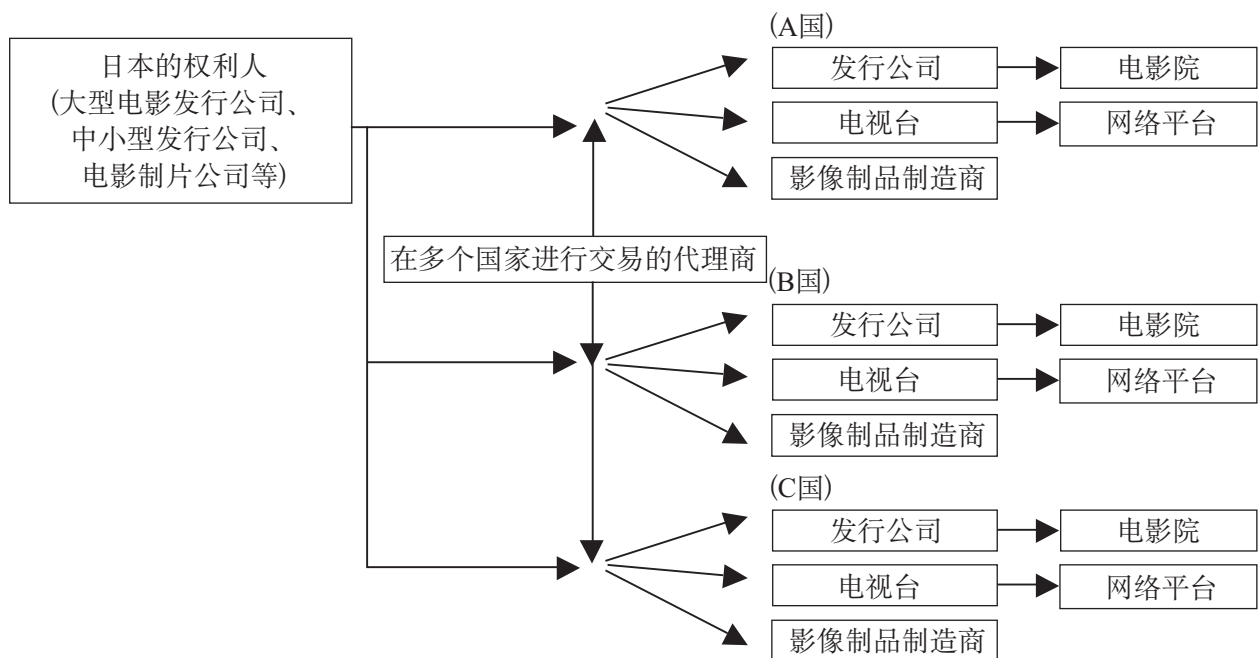 日本的权利人
(大型电影发行公司、
中小型发行公司、
电影制片公司等)
(A国)
发行公司
电影院
电视台
网络平台
影像制品制造商
在多个国家进行交易的代理商
(B国)
发行公司
电影院
电视台
网络平台
影像制品制造商
(C国)
发行公司
电影院
电视台
网络平台
影像制品制造商